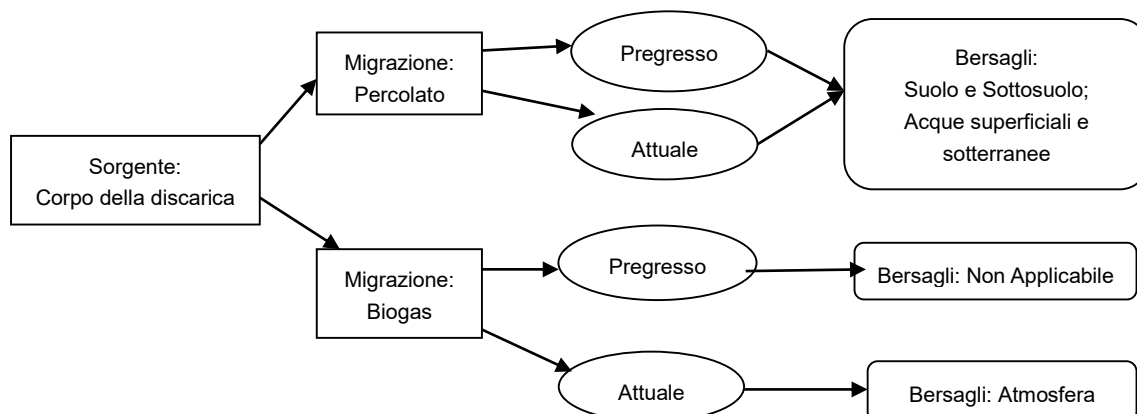 Sorgente:
Corpo della discarica
Migrazione:
Percolato
Pregresso
Attuale
Bersagli:
Suolo e Sottosuolo;
Acque superficiali e
sotterranee
Migrazione:
Biogas
Pregresso
Bersagli: Non Applicabile
Attuale
Bersagli: Atmosfera